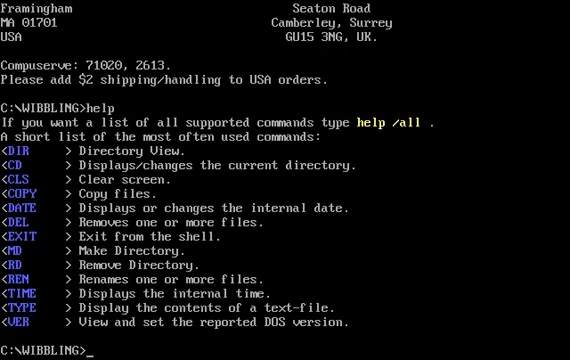 Framingham Seaton Road
MA 01701 Camberley, Surrey
USA GU15 3NG, UK.
Compuserve: 71020, 2613.
Please add $2 shipping/handling to USA orders.
C:\WIBBLING>help
If you want a list of all supported commands type help /all .
A short list of the most often used commands:
<DIR > Directory View.
<CD > Displays/changes the current directory.
<CLS > Clear screen.
<COPY > Copy files.
<DATE > Displays or changes the internal date.
<DEL > Removes one or more files.
<EXIT > Exit from the shell.
<MD > Make Directory.
<RD > Remove Directory.
<REN > Renames one or more files.
<TIME > Displays the internal time.
<TYPE > Display the contents of a text-file.
<VER > View and set the reported DOS version.
C:\WIBBLING>_